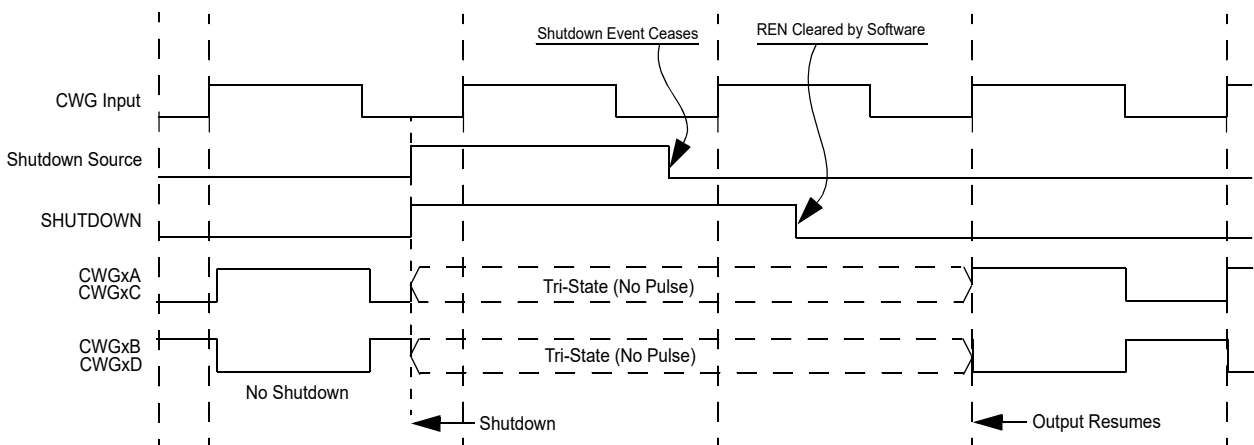 Shutdown Event Ceases
REN Cleared by Software
CWG Input
Shutdown Source
SHUTDOWN
CWGxA
CWGxC
Tri-State (No Pulse)
CWGxB
CWGxD
Tri-State (No Pulse)
No Shutdown
Shutdown
Output Resumes